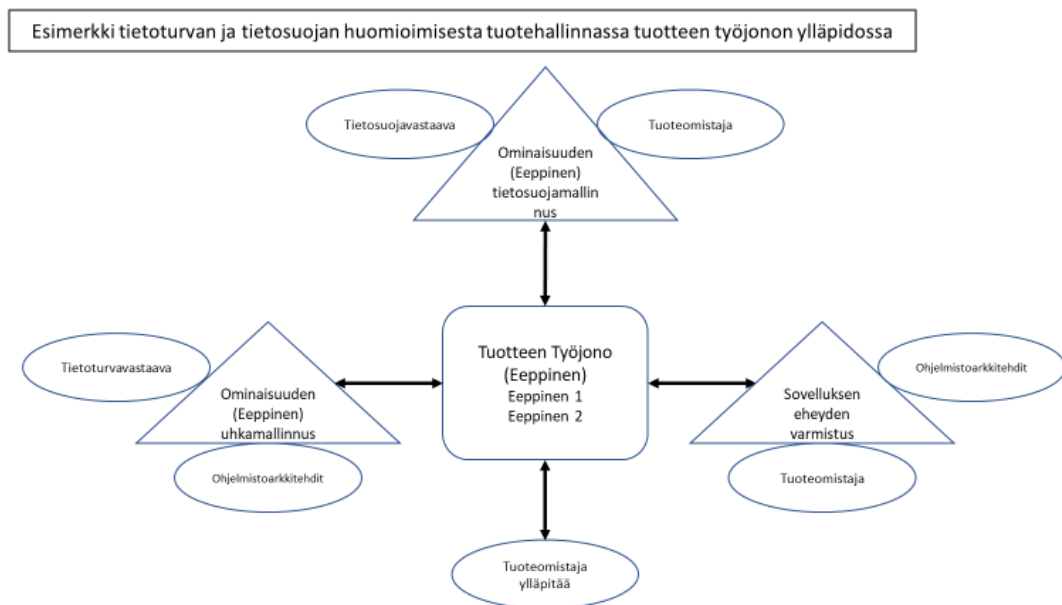 Esimerkki tietoturvan ja tietosuojan huomioimisesta tuotehallinnassa tuotteen työjonon ylläpidossa
Tietosuojavastaava
Tuoteomistaja
Ominaisuuden
(Eeppinen)
tietosuojamallin
nus
Tietoturvavastaava
Ominaisuuden
(Eeppinen)
uhkamallinnus
Ohjelmistoarkkitehdit
Tuotteen Työjono
(Eeppinen)
Eeppinen 1
Eeppinen 2
Ohjelmistoarkkitehdit
Sovelluksen
eheyden
varmistus
Tuoteomistaja
Tuoteomistaja
ylläpitää